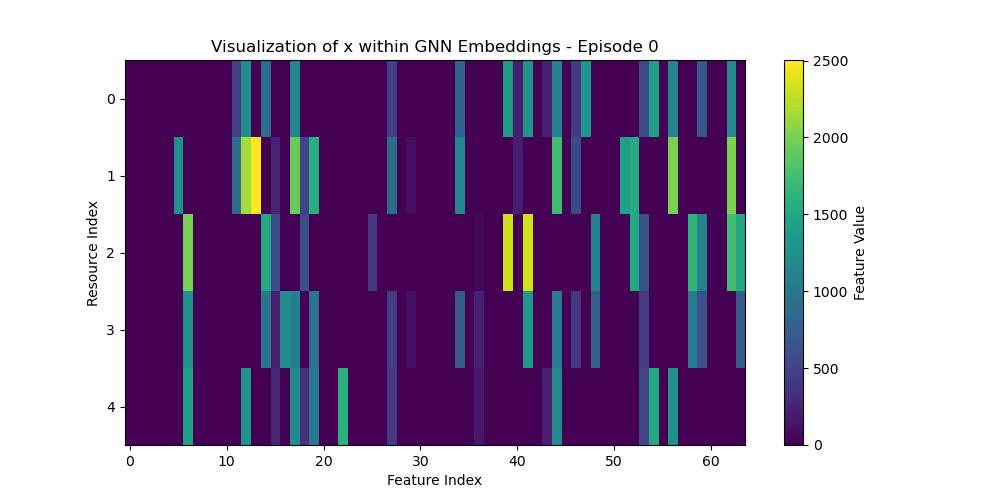 Visualization of x within GNN Embeddings - Episode 0
Resource Index
0
1
2
3
4
0 10 20 30 40 50 60
Feature Index
2500
2000
1500
1000
500
0
Feature Value